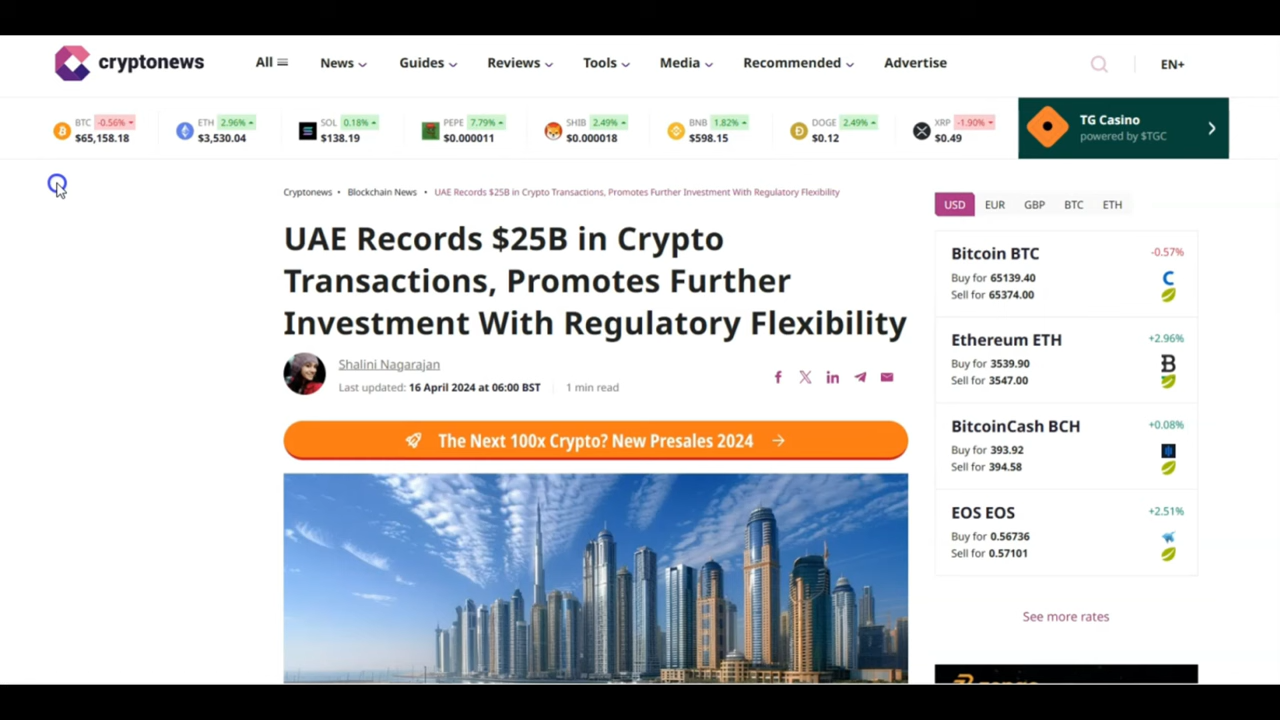 cryptonews
All
News
Guides
Reviews
Tools
Media
Recommended
Advertise
EN+
BTC -0.56%
$65,158.18
ETH 2.96%
$3,530.04
SOL 0.18%
$138.19
PEPE 7.79%
$0.000011
SHIB 2.49%
$0.000018
BNB 1.82%
$598.15
DOGE 2.49%
$0.12
XRP -1.90%
$0.49
TG Casino
powered by $TGC
Cryptonews • Blockchain News • UAE Records $25B in Crypto Transactions, Promotes Further Investment With Regulatory Flexibility
UAE Records $25B in Crypto
Transactions, Promotes Further
Investment With Regulatory Flexibility
Shalini Nagarajan
Last updated: 16 April 2024 at 06:00 BST
1 min read
The Next 100x Crypto? New Presales 2024
USD EUR GBP BTC ETH
Bitcoin BTC -0.57%
Buy for 65139.40
Sell for 65374.00
Ethereum ETH +2.96%
Buy for 3539.90
Sell for 3547.00
BitcoinCash BCH +0.08%
Buy for 393.92
Sell for 394.58
EOS EOS +2.51%
Buy for 0.56736
Sell for 0.57101
See more rates